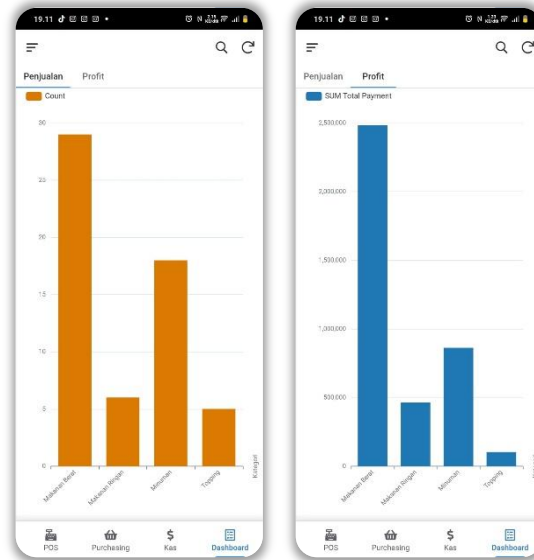 19.11
Penjualan Profit
Count
30
25
20
15
10
5
0
Makanan Berat
Makanan Ringan
Minuman
Topping
Kategori
POS
Purchasing
Kas
Dashboard
19.11
Penjualan Profit
SUM Total Payment
2,500,000
2,000,000
1,500,000
1,000,000
500,000
0
Makanan Berat
Makanan Ringan
Minuman
Topping
POS
Purchasing
Kas
Dashboard